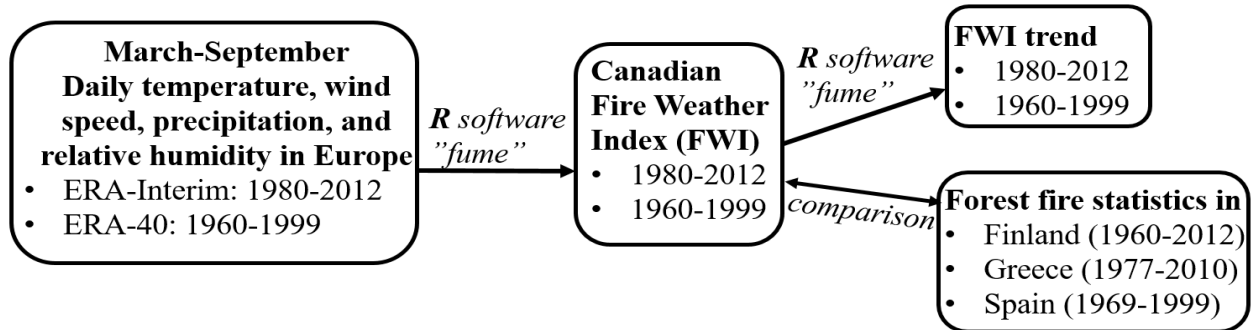 March-September
Daily temperature, wind
speed, precipitation, and
relative humidity in Europe
• ERA-Interim: 1980-2012
• ERA-40: 1960-1999
R software
”fume”
Canadian
Fire Weather
Index (FWI)
• 1980-2012
• 1960-1999
R software
”fume”
FWI trend
• 1980-2012
• 1960-1999
comparison
Forest fire statistics in
• Finland (1960-2012)
• Greece (1977-2010)
• Spain (1969-1999)